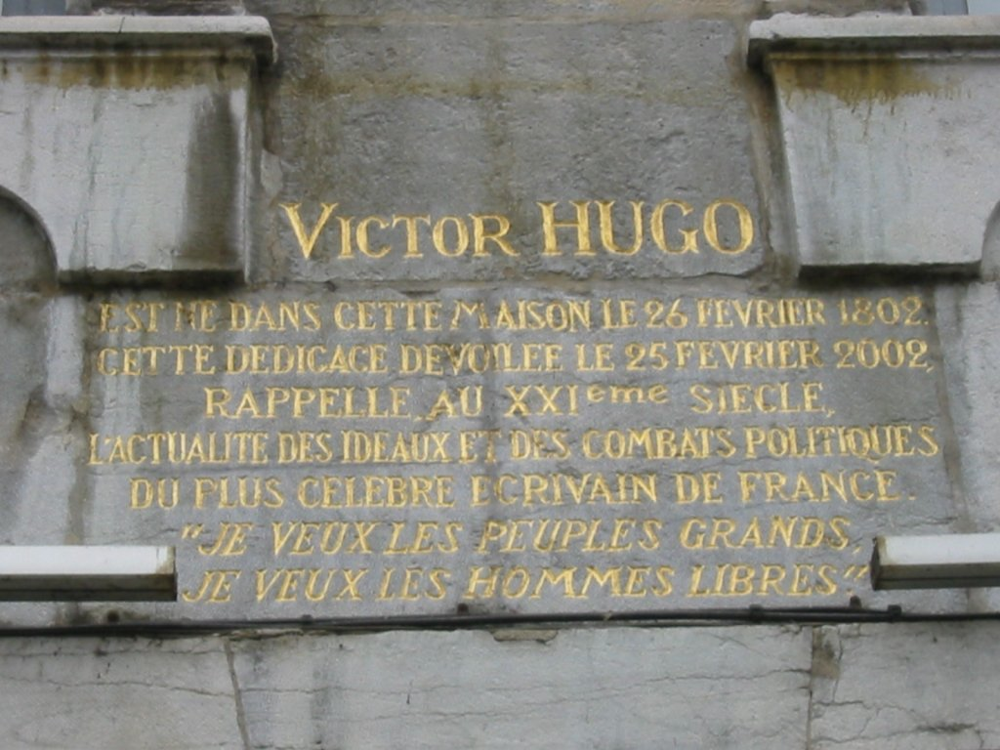 VICTOR HUGO
EST NE DANS CETTE MAISON LE 26 FEVRIER 1802.
CETTE DEDICACE DEVOILEE LE 25 FEVRIER 2002,
RAPPELLE, AU XXIeme SIECLE,
L'ACTUALITE DES IDEAUX ET DES COMBATS POLITIQUES
DU PLUS CELEBRE ECRIVAIN DE FRANCE.
"JE VEUX LES PEUPLES GRANDS,
JE VEUX LES HOMMES LIBRES"